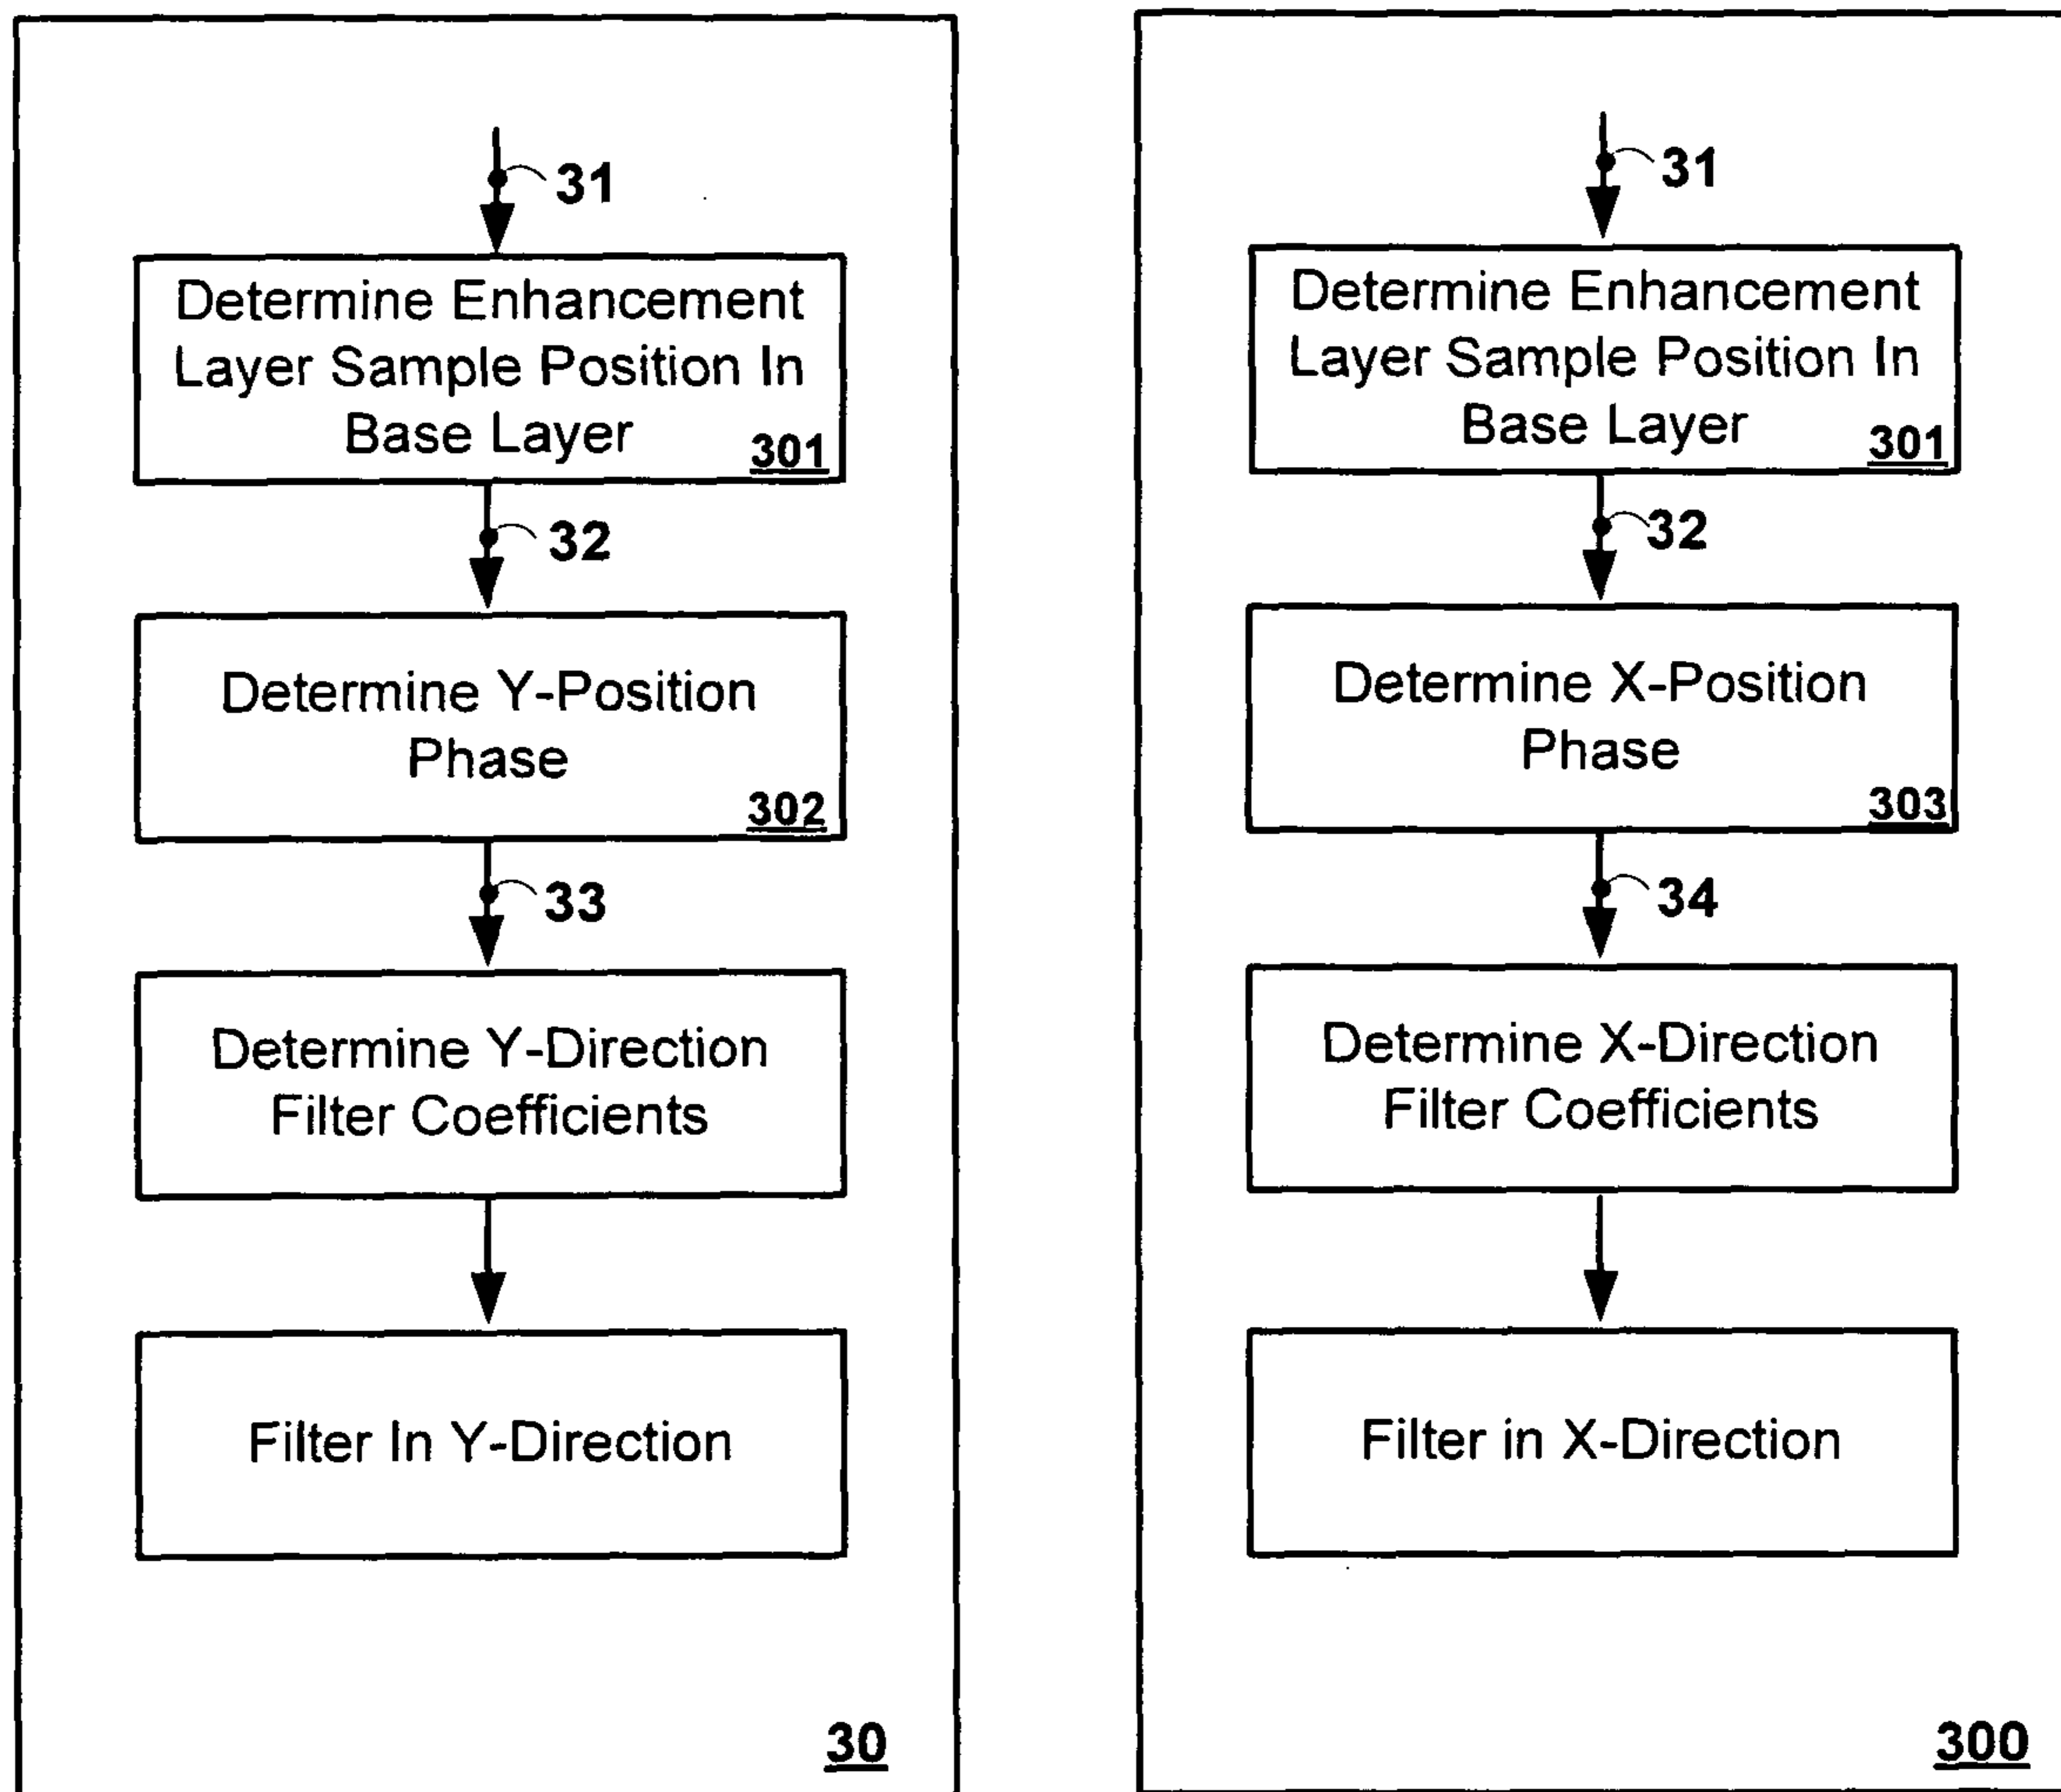 31
Determine Enhancement
Layer Sample Position In
Base Layer
301
32
Determine Y-Position
Phase
302
33
Determine Y-Direction
Filter Coefficients
Filter In Y-Direction
30
31
Determine Enhancement
Layer Sample Position In
Base Layer
301
32
Determine X-Position
Phase
303
34
Determine X-Direction
Filter Coefficients
Filter in X-Direction
300